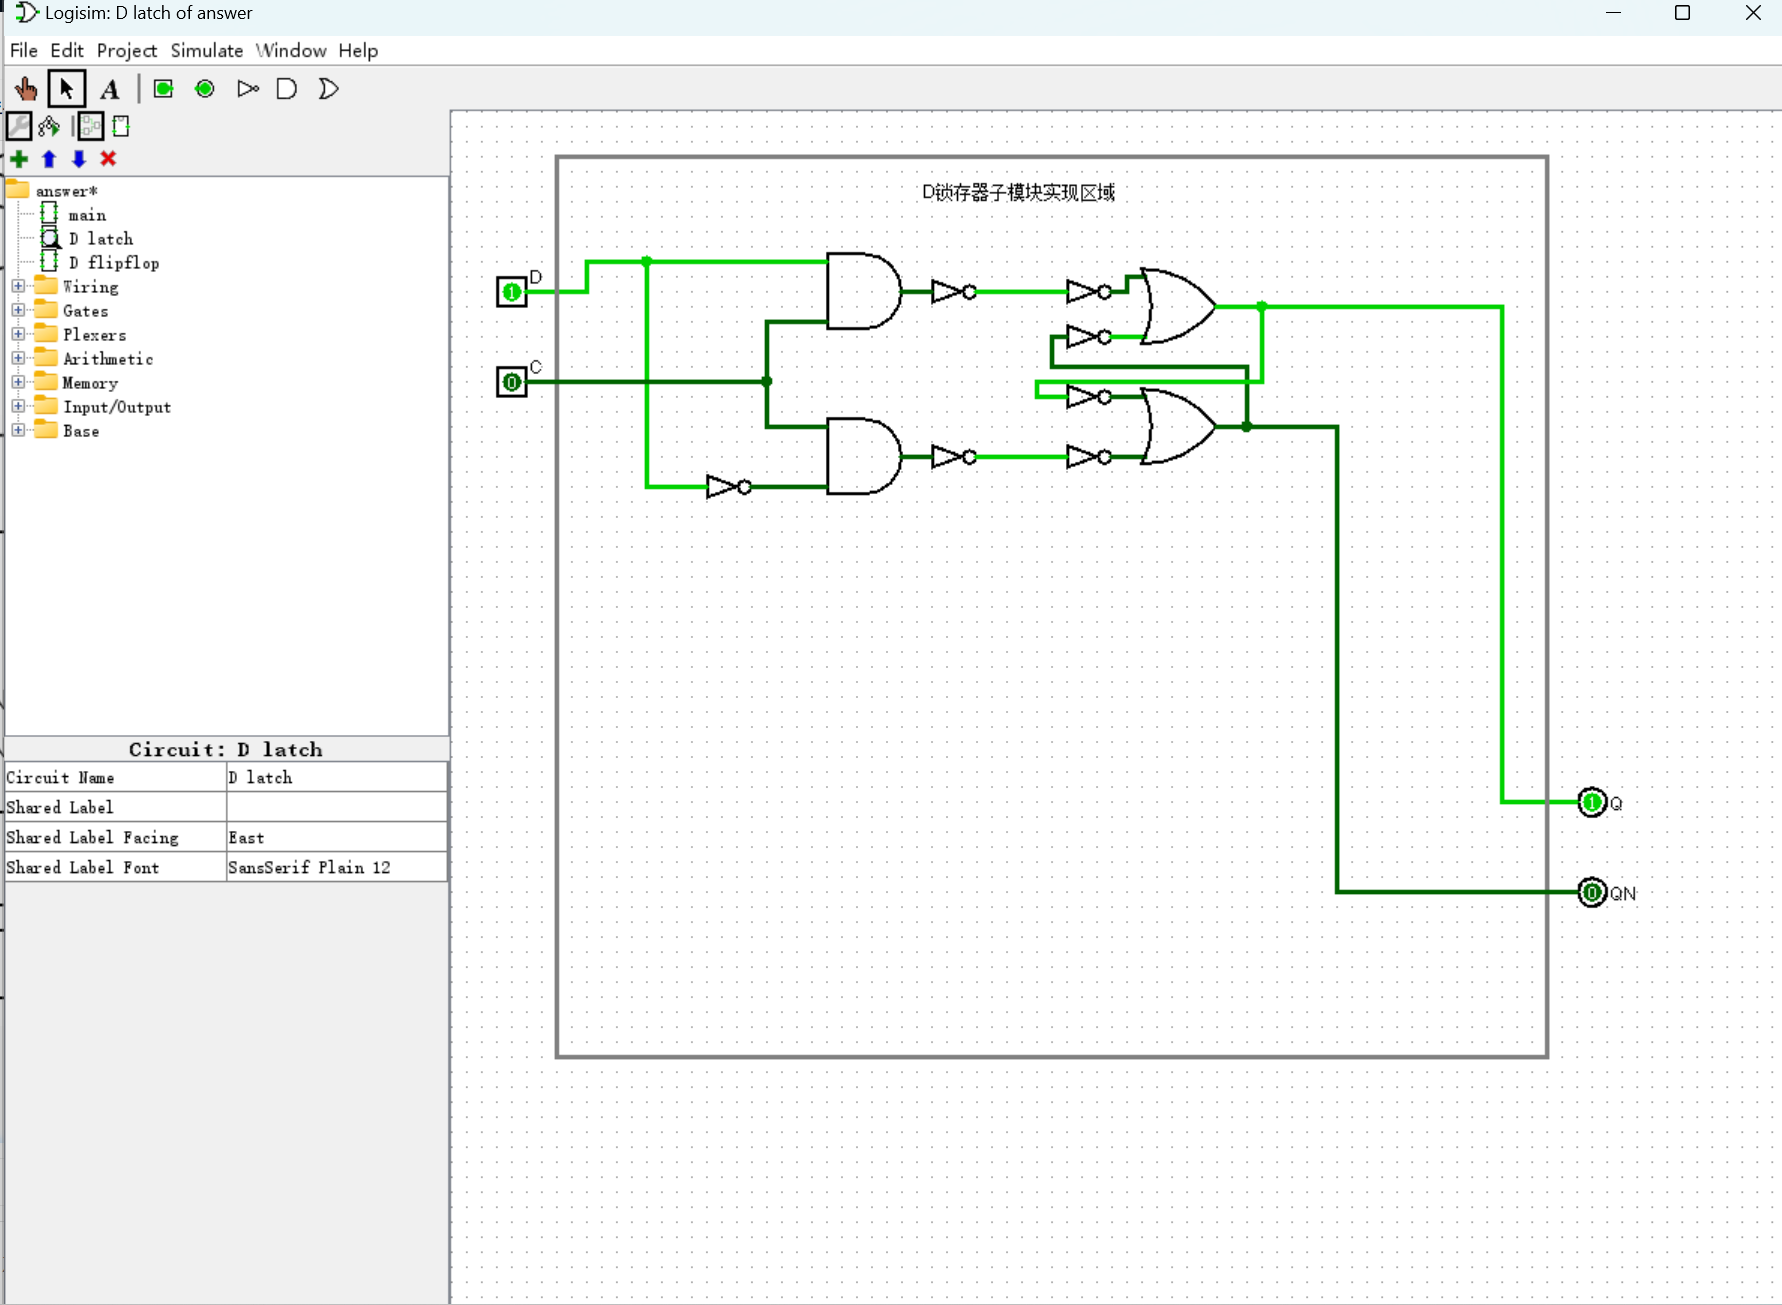 Logisim: D latch of answer
File Edit Project Simulate Window Help
A
answer*
main
D latch
D flipflop
Wiring
Gates
Plexers
Arithmetic
Memory
Input/Output
Base
Circuit: D latch
Circuit Name D latch
Shared Label
Shared Label Facing East
Shared Label Font SansSerif Plain 12
D锁存器子模块实现区域
D
1
C
0
1 Q
0 QN